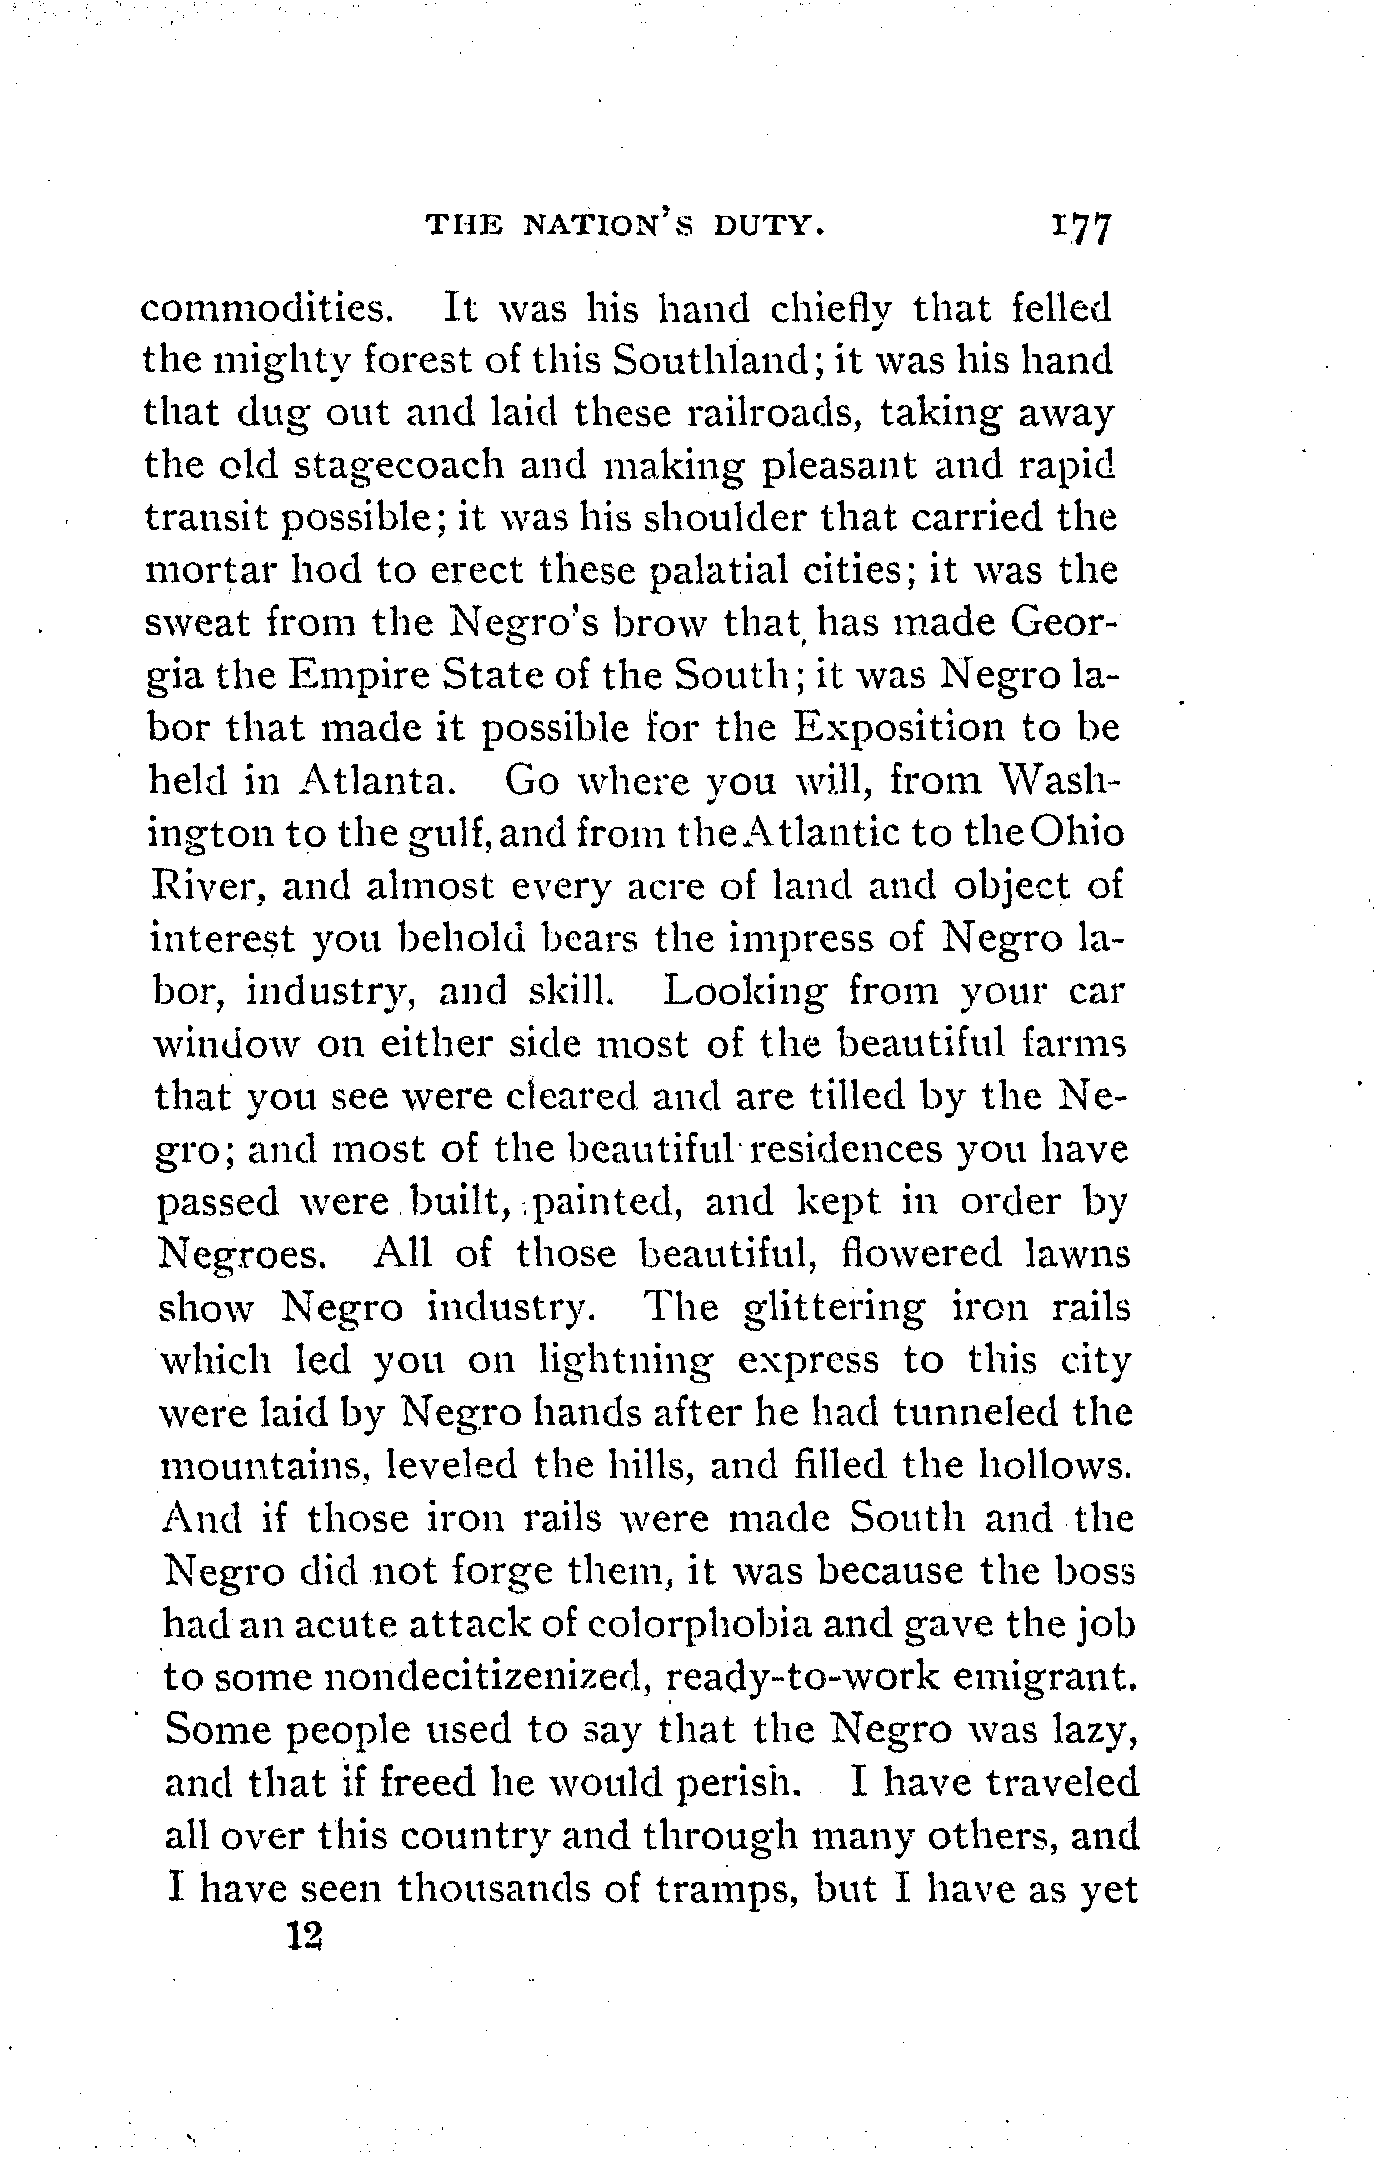 THE NATION'S DUTY. 177
commodities. It was his hand chiefly that felled
the mighty forest of this Southland; it was his hand
that dug out and laid these railroads, taking away
the old stagecoach and making pleasant and rapid
transit possible; it was his shoulder that carried the
mortar hod to erect these palatial cities; it was the
sweat from the Negro's brow that has made Geor-
gia the Empire State of the South; it was Negro la-
bor that made it possible for the Exposition to be
held in Atlanta. Go where you will, from Wash-
ington to the gulf, and from the Atlantic to the Ohio
River, and almost every acre of land and object of
interest you behold bears the impress of Negro la-
bor, industry, and skill. Looking from your car
window on either side most of the beautiful farms
that you see were cleared and are tilled by the Ne-
gro; and most of the beautiful residences you have
passed were built, painted, and kept in order by
Negroes. All of those beautiful, flowered lawns
show Negro industry. The glittering iron rails
which led you on lightning express to this city
were laid by Negro hands after he had tunneled the
mountains, leveled the hills, and filled the hollows.
And if those iron rails were made South and the
Negro did not forge them, it was because the boss
had an acute attack of colorphobia and gave the job
to some nondecitizenized, ready-to-work emigrant.
Some people used to say that the Negro was lazy,
and that if freed he would perish. I have traveled
all over this country and through many others, and
I have seen thousands of tramps, but I have as yet
12